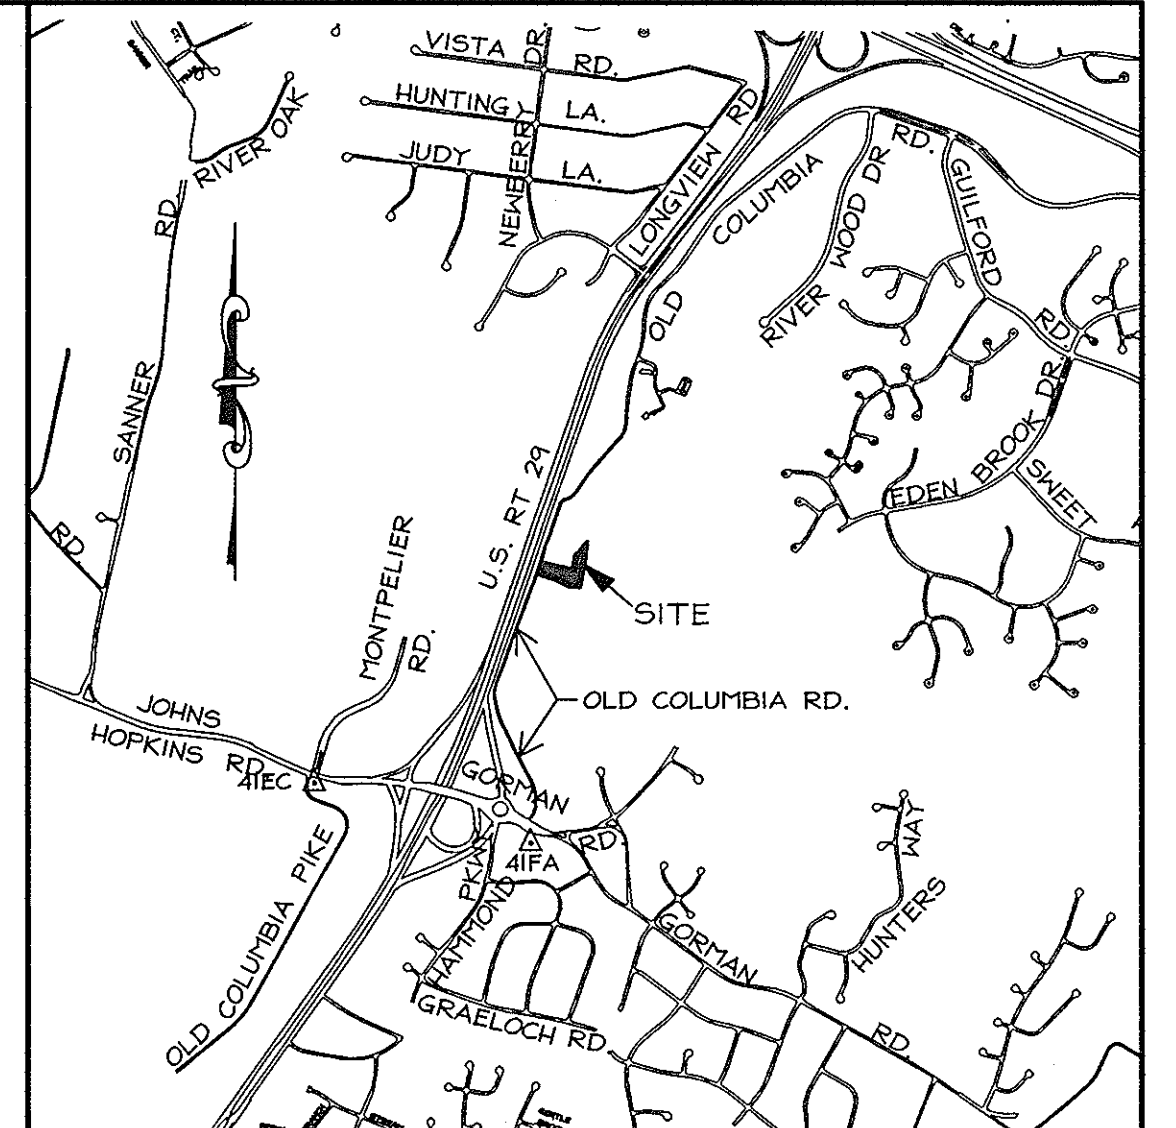 VISTA RD.
NEWBERRY DR.
HUNTING LA.
JUDY LA.
LONGVIEW RD
RIVER OAK
COLUMBIA RD.
OLD
RIVER WOOD DR.
GUILFORD RD.
SANNER RD.
RD.
U.S. RT 29
EDEN BROOK DR.
SWEET
MONTPELIER RD.
SITE
OLD COLUMBIA RD.
JOHNS
HOPKINS RD.
41EC
GORMAN RD.
41FA
HAMMOND PKWY
OLD COLUMBIA PIKE
GRAELOCH RD
GORMAN RD.
HUNTERS WAY